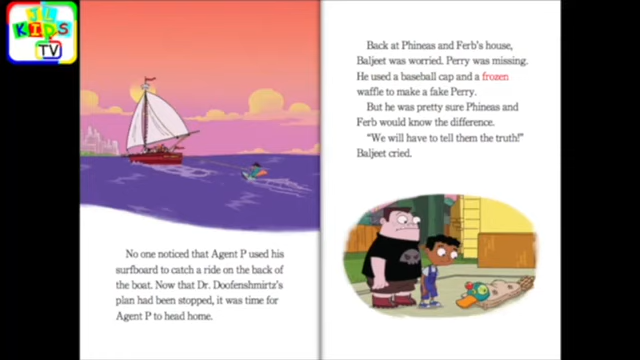 JL
KIDS
TV
No one noticed that Agent P used his
surfboard to catch a ride on the back of
the boat. Now that Dr. Doofenshmirtz's
plan had been stopped, it was time for
Agent P to head home.
Back at Phineas and Ferb's house,
Baljeet was worried. Perry was missing.
He used a baseball cap and a frozen
waffle to make a fake Perry.
But he was pretty sure Phineas and
Ferb would know the difference.
"We will have to tell them the truth!"
Baljeet cried.